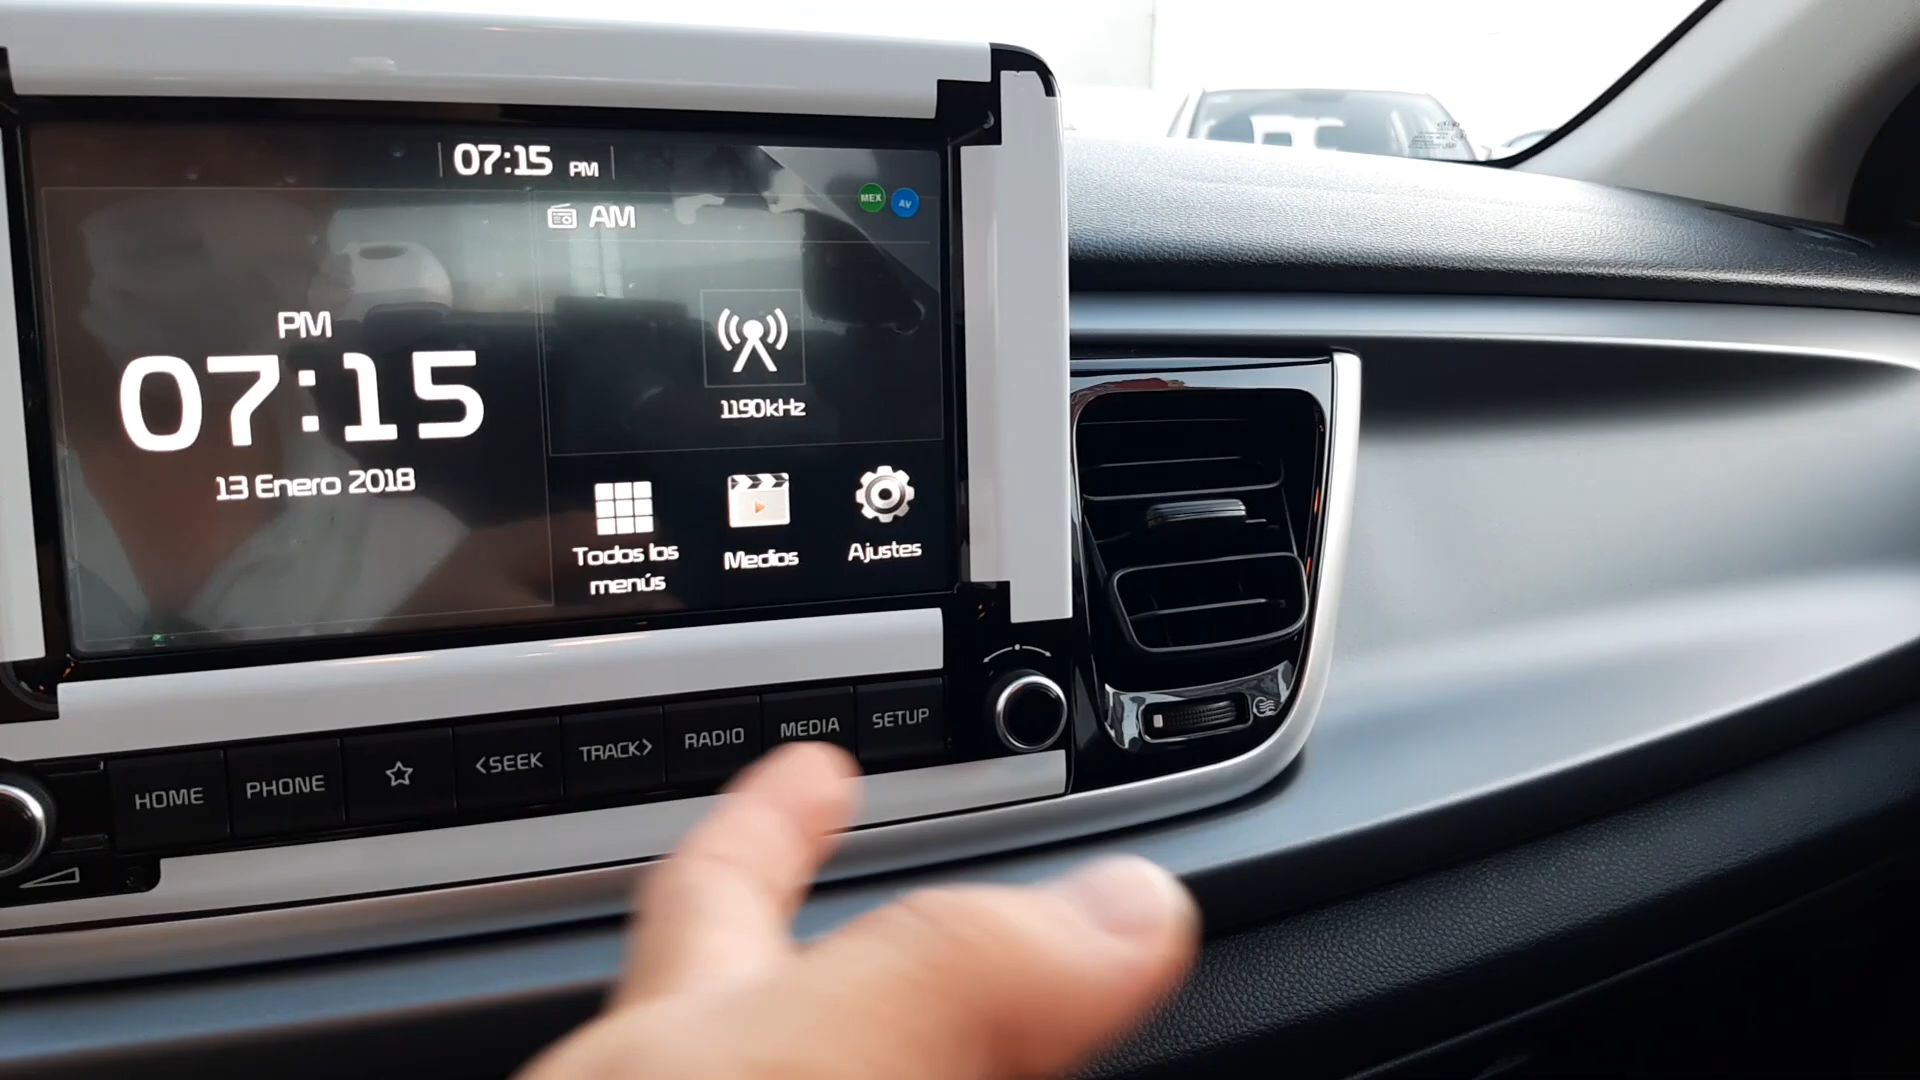 07:15 PM
MEX AV
AM
PM
07:15
13 Enero 2018
1190kHz
Todos los
menús
Medios
Ajustes
HOME
PHONE
<SEEK
TRACK>
RADIO
MEDIA
SETUP